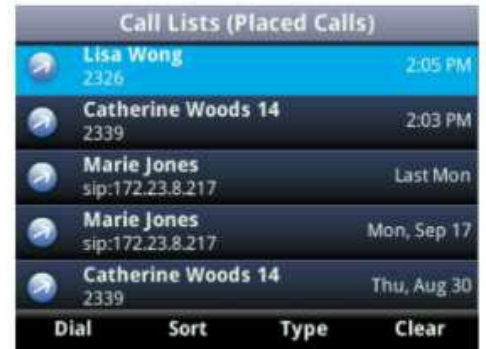 Call Lists (Placed Calls)
Lisa Wong
2326
2:05 PM
Catherine Woods 14
2339
2:03 PM
Marie Jones
sip:172.23.8.217
Last Mon
Marie Jones
sip:172.23.8.217
Mon, Sep 17
Catherine Woods 14
2339
Thu, Aug 30
Dial Sort Type Clear